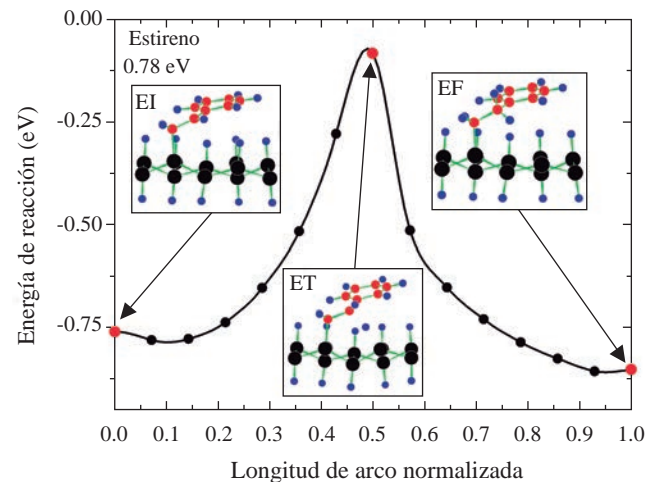 0.00
-0.25
-0.50
-0.75
Energía de reacción (eV)
Estireno
0.78 eV
EI
EF
ET
0.0 0.1 0.2 0.3 0.4 0.5 0.6 0.7 0.8 0.9 1.0
Longitud de arco normalizada